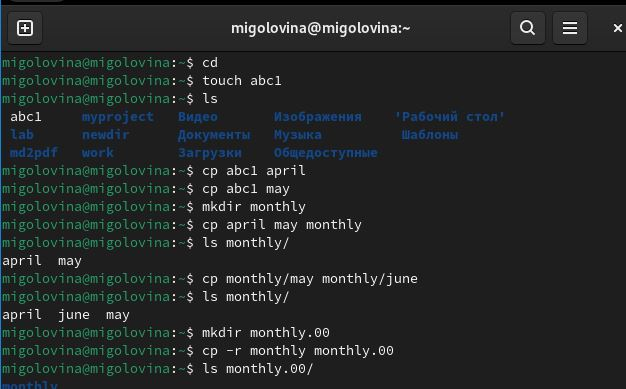 migolovina@migolovina:~
migolovina@migolovina:~$ cd
migolovina@migolovina:~$ touch abc1
migolovina@migolovina:~$ ls
abc1 myproject Видео Изображения 'Рабочий стол'
lab newdir Документы Музыка Шаблоны
md2pdf work Загрузки Общедоступные
migolovina@migolovina:~$ cp abc1 april
migolovina@migolovina:~$ cp abc1 may
migolovina@migolovina:~$ mkdir monthly
migolovina@migolovina:~$ cp april may monthly
migolovina@migolovina:~$ ls monthly/
april may
migolovina@migolovina:~$ cp monthly/may monthly/june
migolovina@migolovina:~$ ls monthly/
april june may
migolovina@migolovina:~$ mkdir monthly.00
migolovina@migolovina:~$ cp -r monthly monthly.00
migolovina@migolovina:~$ ls monthly.00/
monthly